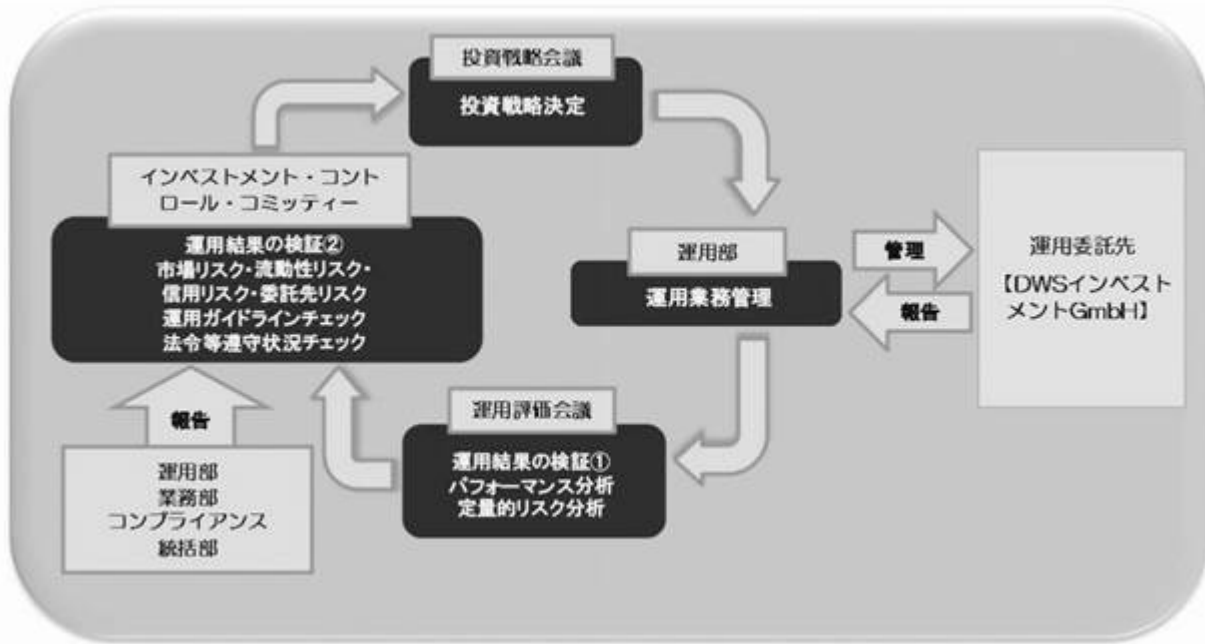 投資戦略会議
投資戦略決定
インベストメント・コント
ロール・コミッティー
運用結果の検証②
市場リスク・流動性リスク・
信用リスク・委託先リスク
運用ガイドラインチェック
法令等遵守状況チェック
運用部
運用業務管理
管理
報告
運用委託先
【DWSインベスト
メントGmbH】
運用評価会議
運用結果の検証①
パフォーマンス分析
定量的リスク分析
報告
運用部
業務部
コンプライアンス
統括部